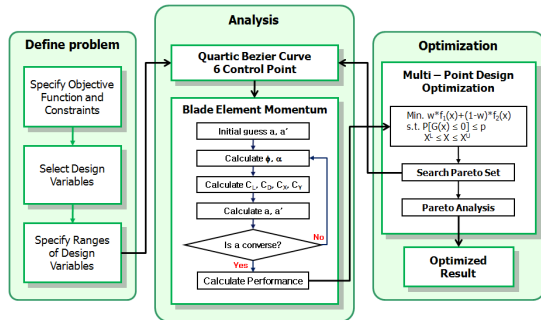 Define problem
Specify Objective
Function and
Constraints
Select Design
Variables
Specify Ranges
of Design
Variables
Analysis
Quartic Bezier Curve
6 Control Point
Blade Element Momentum
Initial guess a, a′
Calculate ϕ, α
Calculate C_L, C_D, C_X, C_Y
Calculate a, a′
Is a converse?
No
Yes
Calculate Performance
Optimization
Multi – Point Design
Optimization
Min. w*f₁(x)+(1-w)*f₂(x)
s.t. P[G(x) ≤ 0] ≤ p
X^L ≤ X ≤ X^U
Search Pareto Set
Pareto Analysis
Optimized
Result